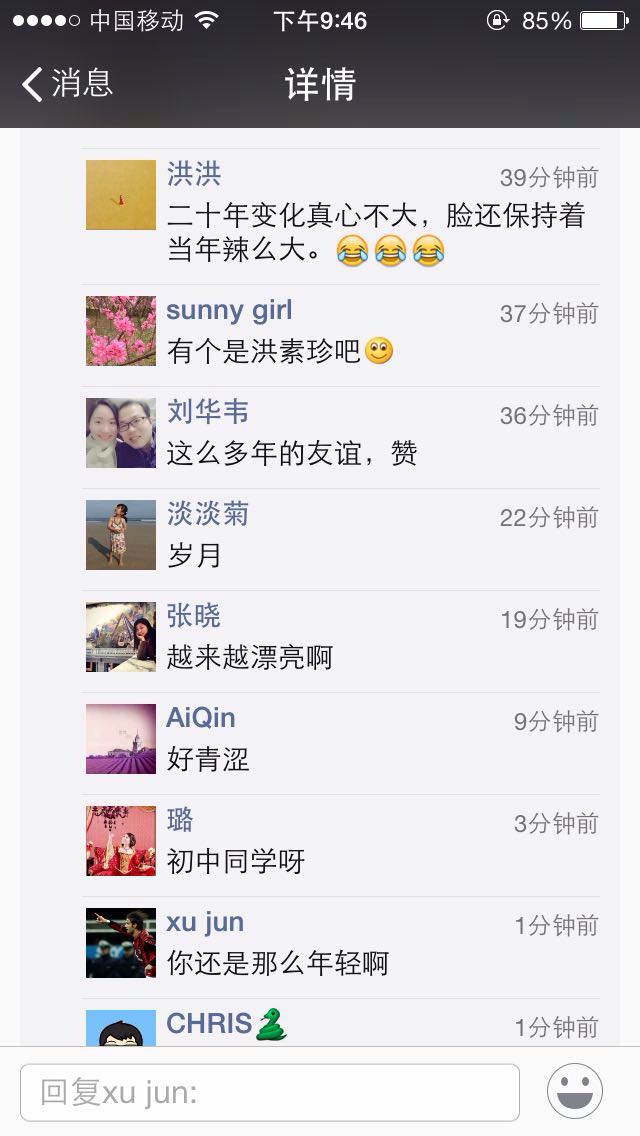 中国移动 下午9:46 85%
消息 详情
洪洪 39分钟前
二十年变化真心不大，脸还保持着
当年辣么大。😂😂😂
sunny girl 37分钟前
有个是洪素珍吧🙂
刘华韦 36分钟前
这么多年的友谊，赞
淡淡菊 22分钟前
岁月
张晓 19分钟前
越来越漂亮啊
AiQin 9分钟前
好青涩
璐 3分钟前
初中同学呀
xu jun 1分钟前
你还是那么年轻啊
CHRIS🐍 1分钟前
回复xu jun: